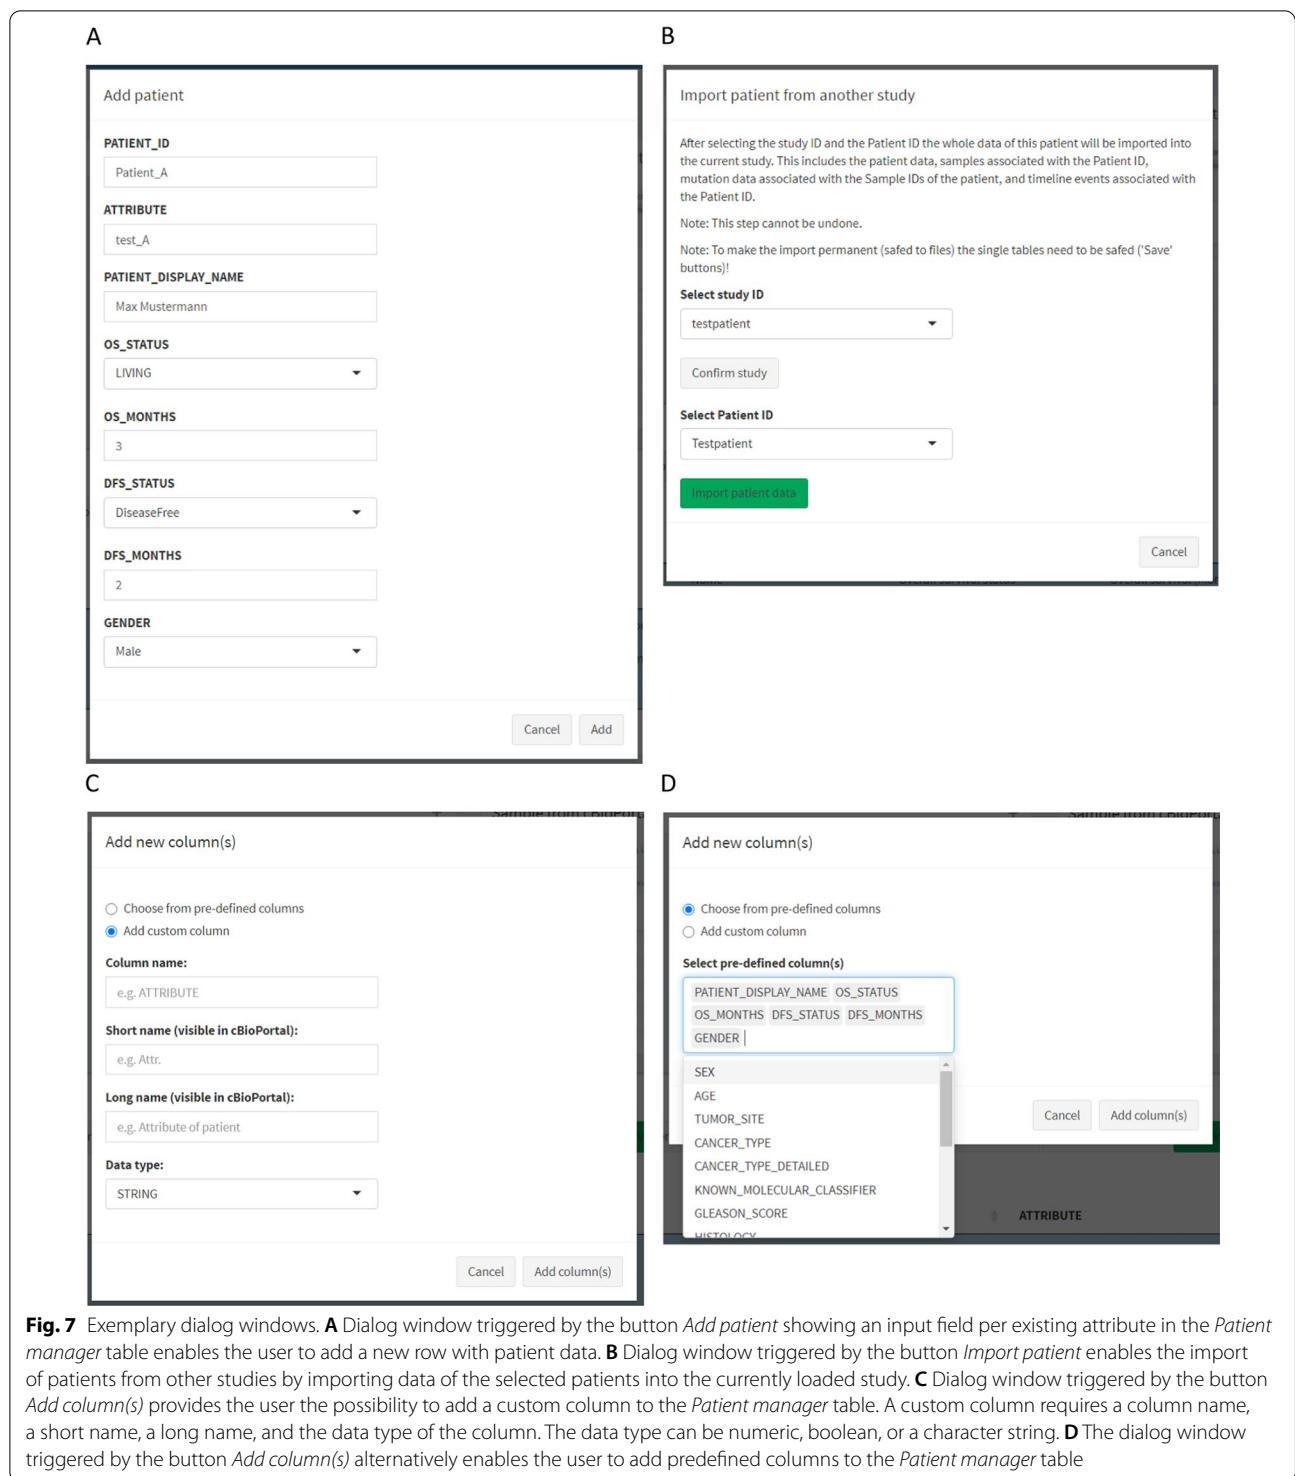 A
Add patient
PATIENT_ID
Patient_A
ATTRIBUTE
test_A
PATIENT_DISPLAY_NAME
Max Mustermann
OS_STATUS
LIVING
OS_MONTHS
3
DFS_STATUS
DiseaseFree
DFS_MONTHS
2
GENDER
Male
Cancel Add
B
Import patient from another study
After selecting the study ID and the Patient ID the whole data of this patient will be imported into
the current study. This includes the patient data, samples associated with the Patient ID,
mutation data associated with the Sample IDs of the patient, and timeline events associated with
the Patient ID.
Note: This step cannot be undone.
Note: To make the import permanent (safed to files) the single tables need to be safed ('Save'
buttons)!
Select study ID
testpatient
Confirm study
Select Patient ID
Testpatient
Import patient data
Cancel
C
Add new column(s)
Choose from pre-defined columns
Add custom column
Column name:
e.g. ATTRIBUTE
Short name (visible in cBioPortal):
e.g. Attr.
Long name (visible in cBioPortal):
e.g. Attribute of patient
Data type:
STRING
Cancel Add column(s)
D
Add new column(s)
Choose from pre-defined columns
Add custom column
Select pre-defined column(s)
PATIENT_DISPLAY_NAME OS_STATUS
OS_MONTHS DFS_STATUS DFS_MONTHS
GENDER
SEX
AGE
TUMOR_SITE
CANCER_TYPE
CANCER_TYPE_DETAILED
KNOWN_MOLECULAR_CLASSIFIER
GLEASON_SCORE
HISTOLOGY
Cancel Add column(s)
ATTRIBUTE
Fig. 7 Exemplary dialog windows. A Dialog window triggered by the button Add patient showing an input field per existing attribute in the Patient
manager table enables the user to add a new row with patient data. B Dialog window triggered by the button Import patient enables the import
of patients from other studies by importing data of the selected patients into the currently loaded study. C Dialog window triggered by the button
Add column(s) provides the user the possibility to add a custom column to the Patient manager table. A custom column requires a column name,
a short name, a long name, and the data type of the column. The data type can be numeric, boolean, or a character string. D The dialog window
triggered by the button Add column(s) alternatively enables the user to add predefined columns to the Patient manager table